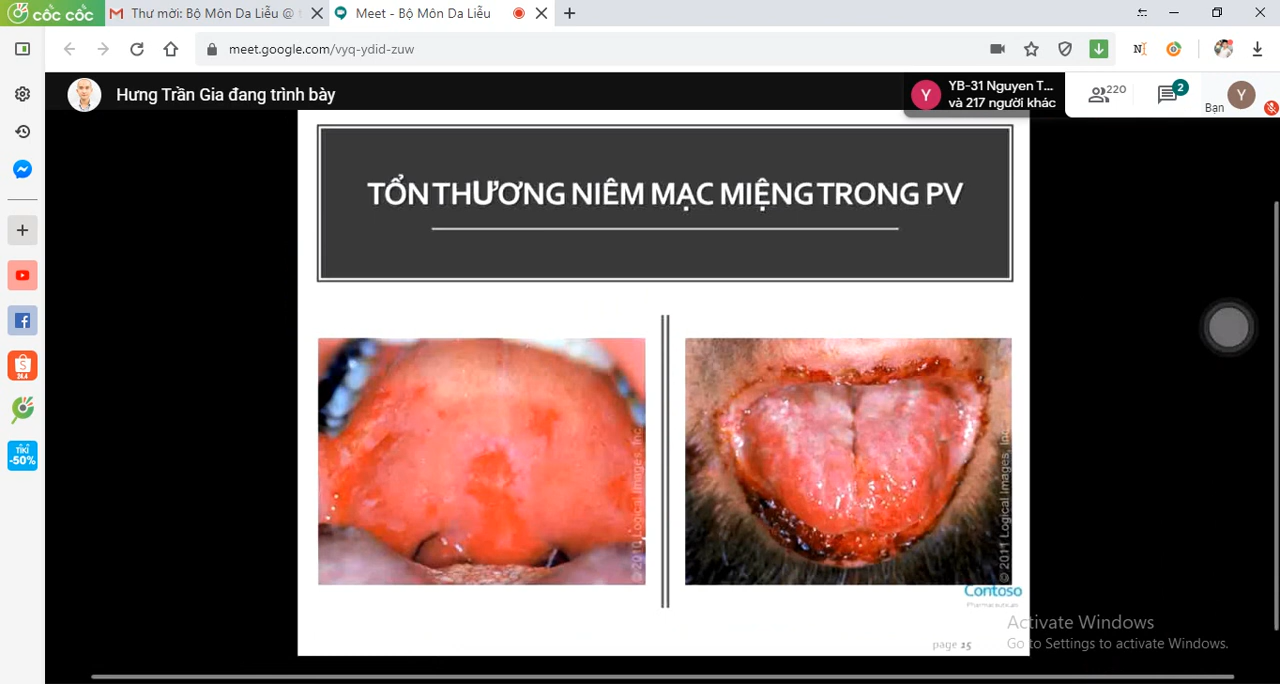 cốc cốc
Thư mời: Bộ Môn Da Liễu @ t
Meet - Bộ Môn Da Liễu
meet.google.com/vyq-ydid-zuw
Hưng Trần Gia đang trình bày
Y
YB-31 Nguyen T...
và 217 người khác
220
2
Bạn
Y
TỔN THƯƠNG NIÊM MẠC MIỆNG TRONG PV
© 2010 Logical Images, Inc.
© 2011 Logical Images, Inc.
Contoso
Pharmaceuticals
page 15
Activate Windows
Go to Settings to activate Windows.
TIKI
-50%